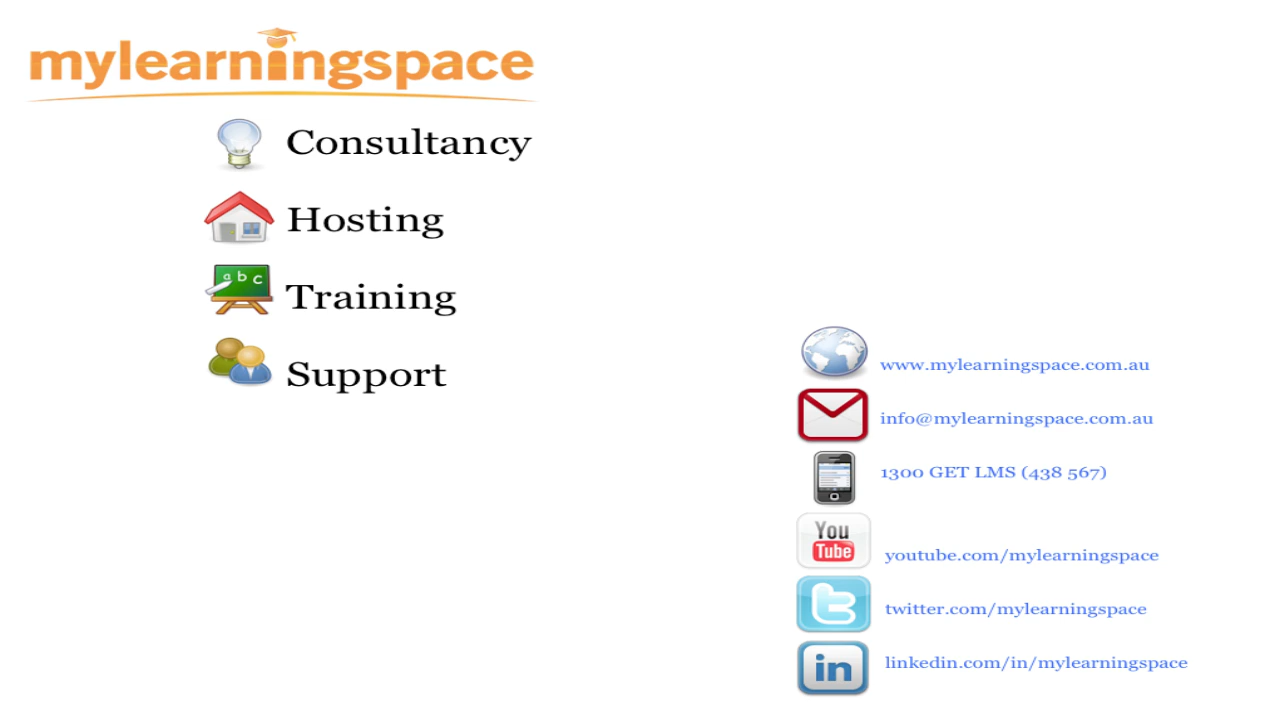 mylearningspace
Consultancy
Hosting
a b c
Training
Support
www.mylearningspace.com.au
info@mylearningspace.com.au
1300 GET LMS (438 567)
You
Tube
youtube.com/mylearningspace
t
twitter.com/mylearningspace
in
linkedin.com/in/mylearningspace